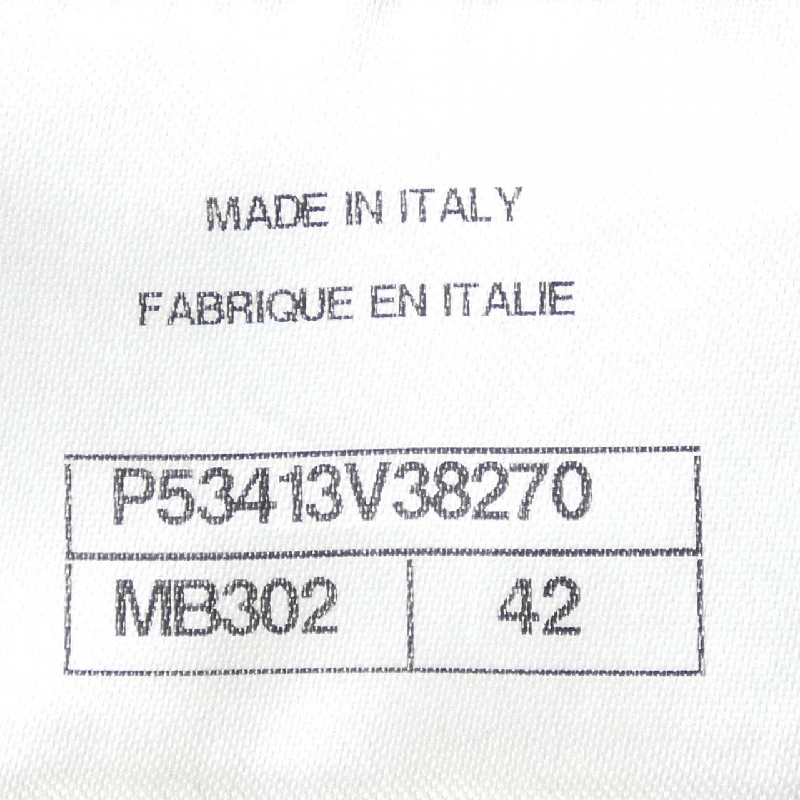 MADE IN ITALY
FABRIQUE EN ITALIE
P53413V38270
MB302 42